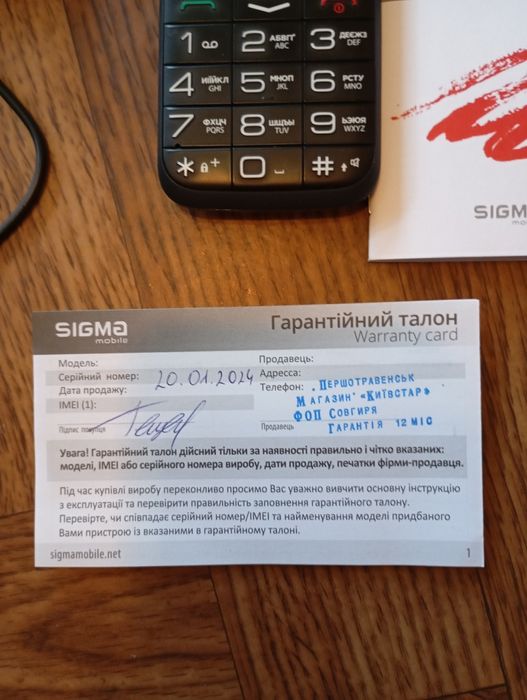 1
2 АБВГҐ ABC
3 ДЕЄЖЗ DEF
4 ИІЇЙКЛ GHI
5 МНОП JKL
6 РСТУ MNO
7 ФХЦЧ PQRS
8 ШЩЪЫ TUV
9 ЬЭЮЯ WXYZ
* +
0
#
SIGM
mo
SIGMA
mobile
Гарантійний талон
Warranty card
Модель:
Серійний номер:
Дата продажу: 20.01.2024
IMEI (1):
Підпис покупця
Продавець:
Адреса:
Телефон: . Першотравенськ
Магазин "Київстар"
ФОП Совгиря
Продавець Гарантія 12 міс
Увага! Гарантійний талон дійсний тільки за наявності правильно і чітко вказаних:
моделі, IMEI або серійного номера виробу, дати продажу, печатки фірми-продавця.
Під час купівлі виробу переконливо просимо Вас уважно вивчити основну інструкцію
з експлуатації та перевірити правильність заповнення гарантійного талону.
Перевірте, чи співпадає серійний номер/IMEI та найменування моделі придбаного
Вами пристрою із вказаними в гарантійному талоні.
sigmamobile.net
1